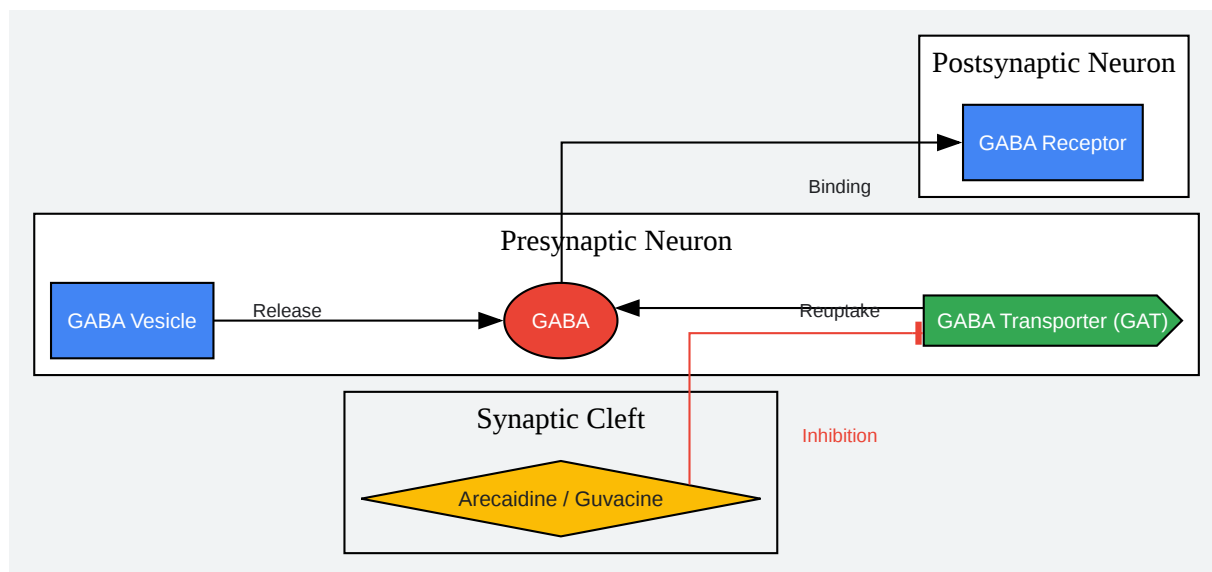 Postsynaptic Neuron
GABA Receptor
Binding
Presynaptic Neuron
GABA Vesicle
Release
GABA
Reuptake
GABA Transporter (GAT)
Synaptic Cleft
Inhibition
Arecaidine / Guvacine